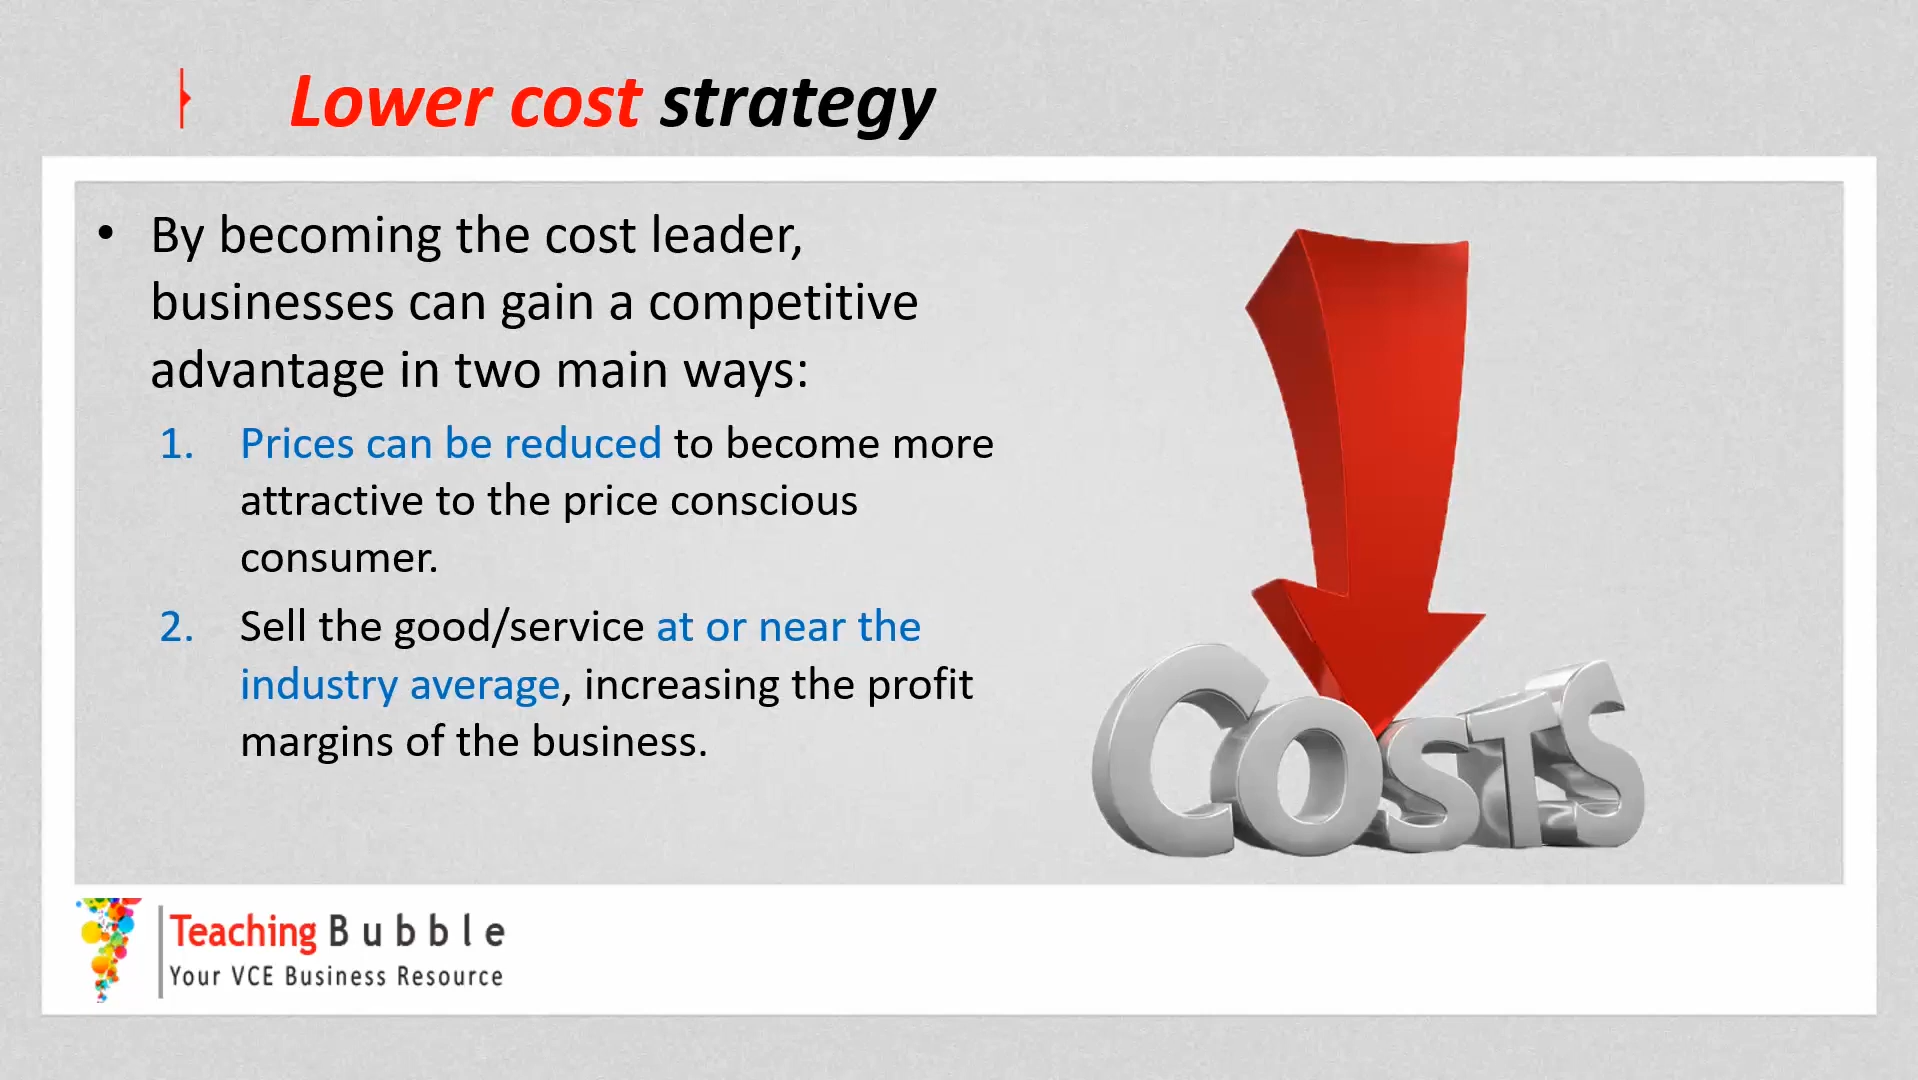 Lower cost strategy
• By becoming the cost leader,
businesses can gain a competitive
advantage in two main ways:
1. Prices can be reduced to become more
attractive to the price conscious
consumer.
2. Sell the good/service at or near the
industry average, increasing the profit
margins of the business.
COSTS
Teaching Bubble
Your VCE Business Resource